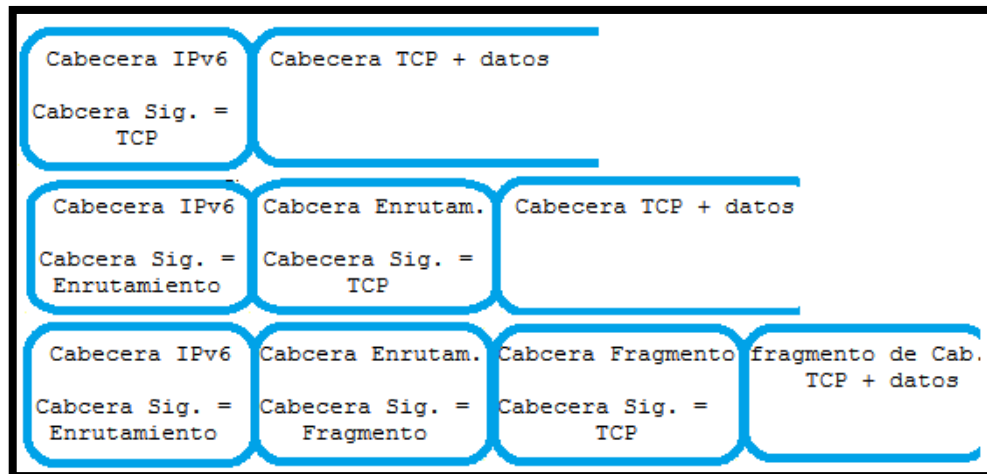 Cabecera IPv6
Cabecera TCP + datos
Cabcera Sig. =
TCP
Cabecera IPv6
Cabcera Enrutam.
Cabecera TCP + datos
Cabcera Sig. =
Enrutamiento
Cabecera Sig. =
TCP
Cabecera IPv6
Cabcera Enrutam.
Cabcera Fragmento
fragmento de Cab.
TCP + datos
Cabcera Sig. =
Enrutamiento
Cabecera Sig. =
Fragmento
Cabecera Sig. =
TCP